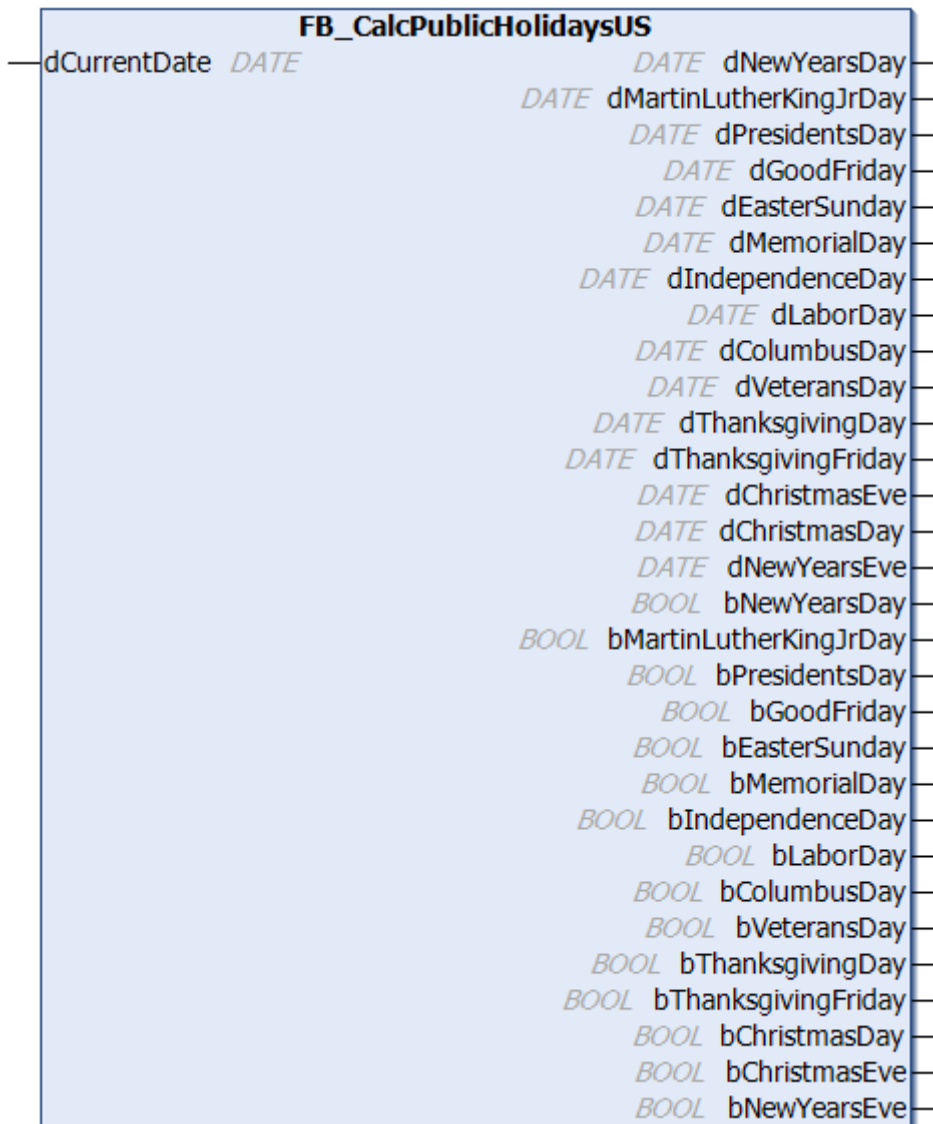 FB_CalcPublicHolidaysUS
dCurrentDate DATE DATE dNewYearsDay
DATE dMartinLutherKingJrDay
DATE dPresidentsDay
DATE dGoodFriday
DATE dEasterSunday
DATE dMemorialDay
DATE dIndependenceDay
DATE dLaborDay
DATE dColumbusDay
DATE dVeteransDay
DATE dThanksgivingDay
DATE dThanksgivingFriday
DATE dChristmasEve
DATE dChristmasDay
DATE dNewYearsEve
BOOL bNewYearsDay
BOOL bMartinLutherKingJrDay
BOOL bPresidentsDay
BOOL bGoodFriday
BOOL bEasterSunday
BOOL bMemorialDay
BOOL bIndependenceDay
BOOL bLaborDay
BOOL bColumbusDay
BOOL bVeteransDay
BOOL bThanksgivingDay
BOOL bThanksgivingFriday
BOOL bChristmasDay
BOOL bChristmasEve
BOOL bNewYearsEve